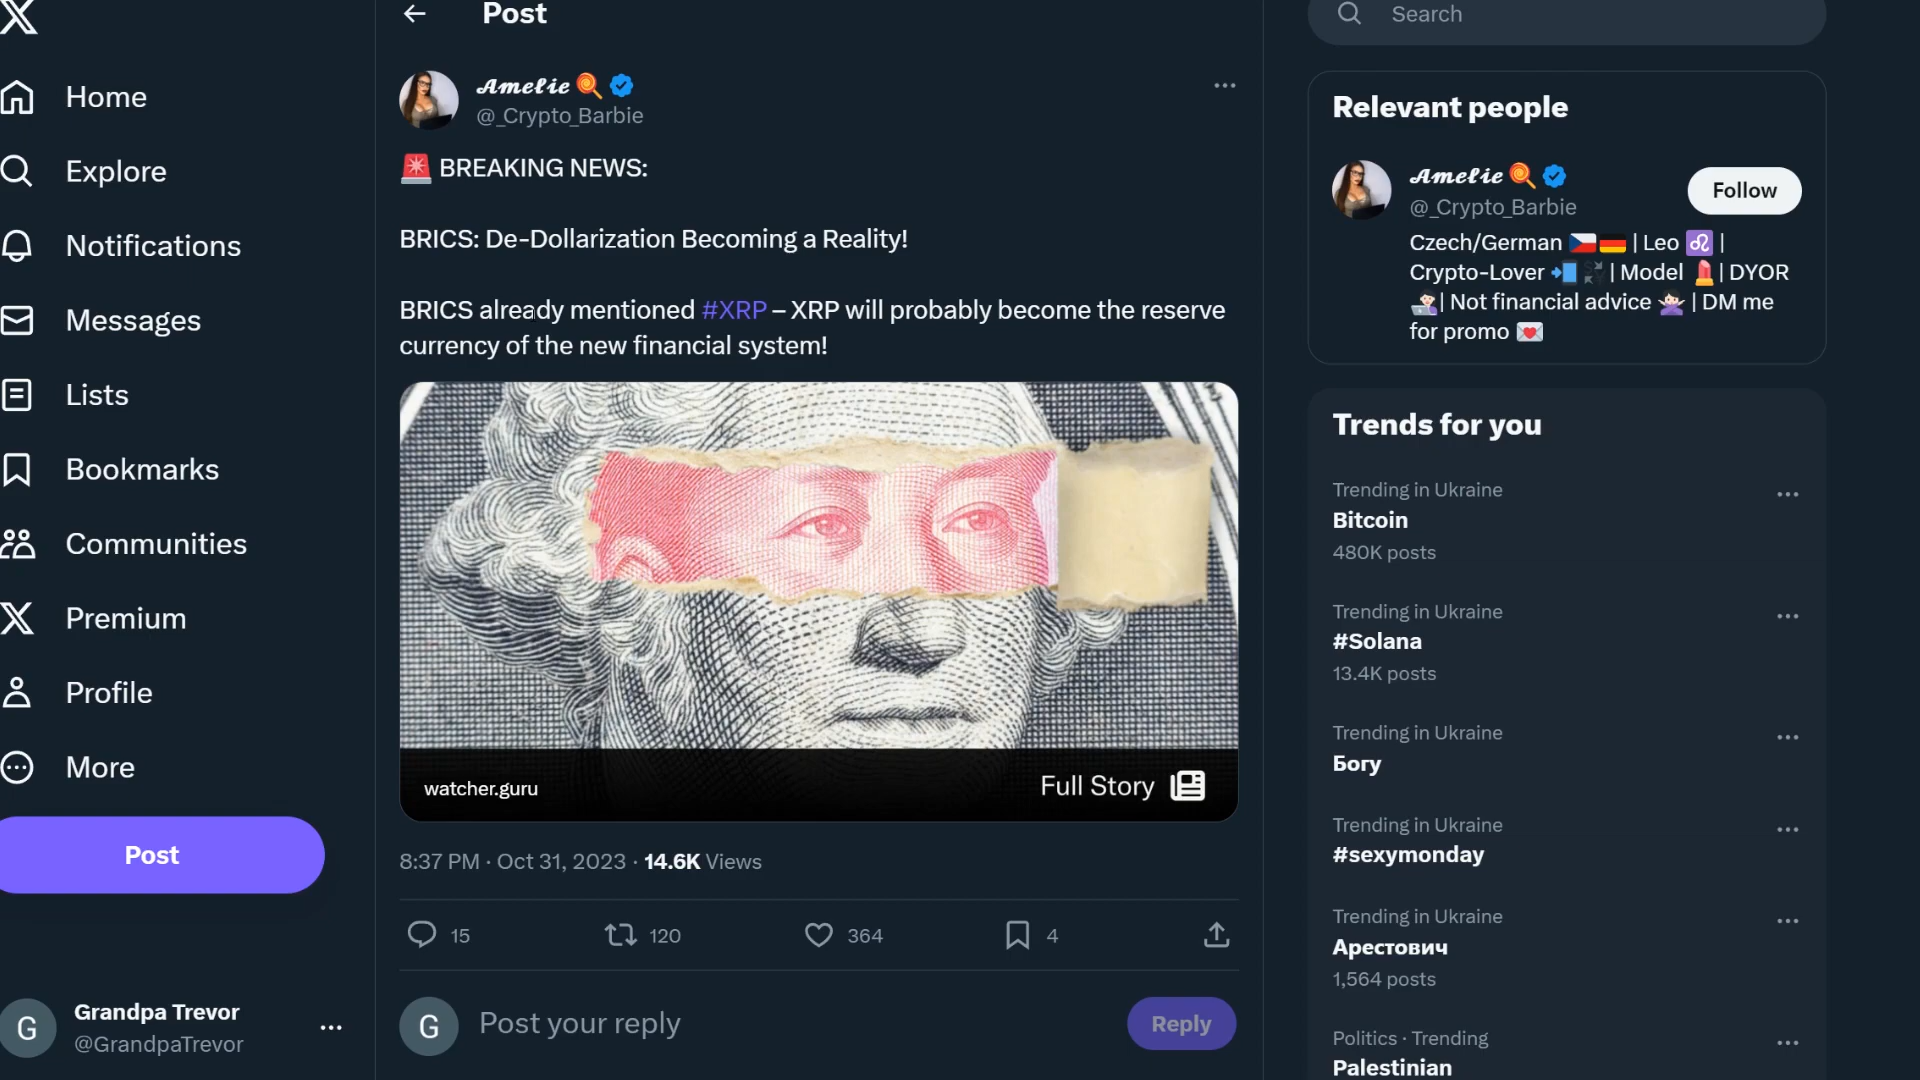 Home
Explore
Notifications
Messages
Lists
Bookmarks
Communities
Premium
Profile
More
Post
Grandpa Trevor
@GrandpaTrevor
G
Post
Amelie
@_Crypto_Barbie
BREAKING NEWS:
BRICS: De-Dollarization Becoming a Reality!
BRICS already mentioned #XRP – XRP will probably become the reserve
currency of the new financial system!
watcher.guru
Full Story
8:37 PM · Oct 31, 2023 · 14.6K Views
15
120
364
4
G
Post your reply
Reply
Search
Relevant people
Amelie
@_Crypto_Barbie
Follow
Czech/German | Leo |
Crypto-Lover | Model | DYOR
| Not financial advice | DM me
for promo
Trends for you
Trending in Ukraine
Bitcoin
480K posts
Trending in Ukraine
#Solana
13.4K posts
Trending in Ukraine
Богу
Trending in Ukraine
#sexymonday
Trending in Ukraine
Арестович
1,564 posts
Politics · Trending
Palestinian